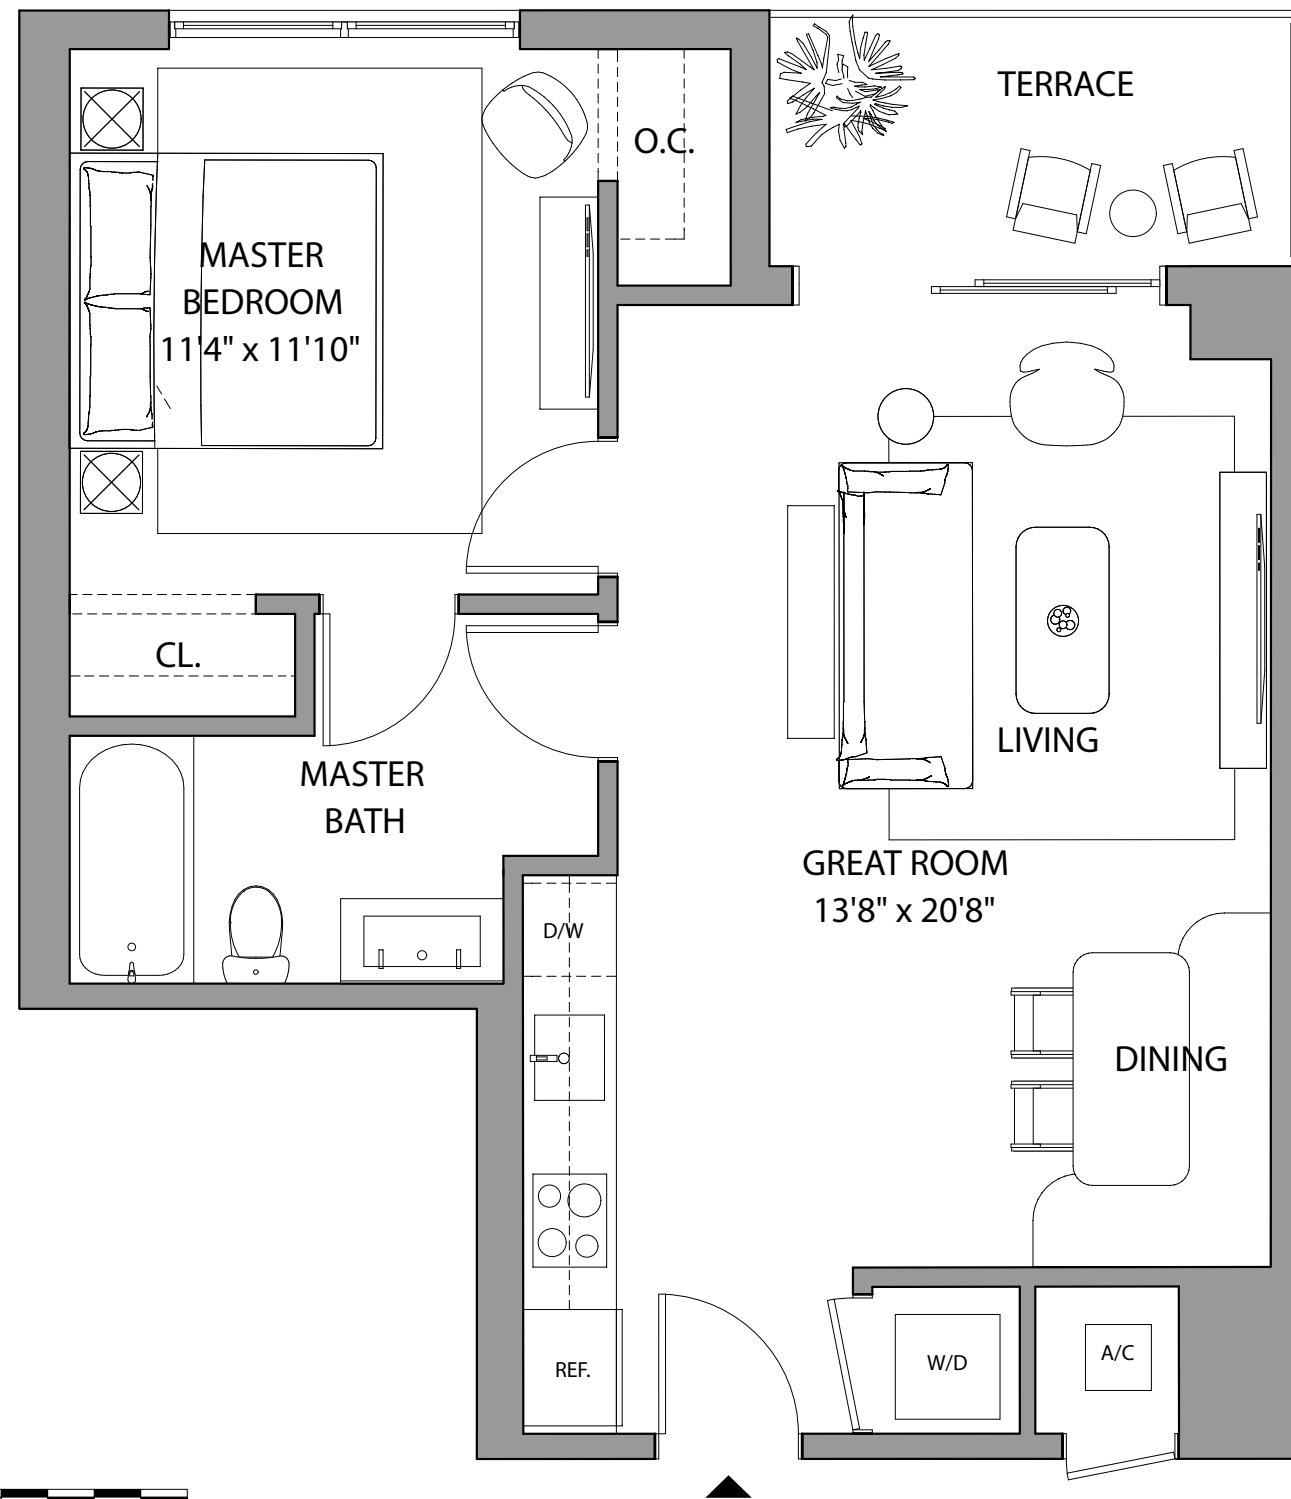 TERRACE
O.C.
MASTER
BEDROOM
11'4" x 11'10"
CL.
MASTER
BATH
LIVING
GREAT ROOM
13'8" x 20'8"
D/W
DINING
REF.
W/D
A/C